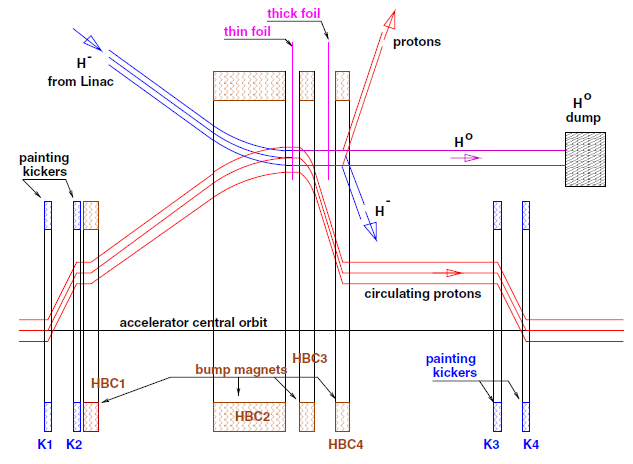 thick foil
thin foil
protons
H⁻
from Linac
H⁰
dump
H⁰
painting
kickers
H⁻
circulating protons
accelerator central orbit
HBC3
bump magnets
painting
kickers
HBC1
HBC2
K1 K2
HBC4
K3 K4